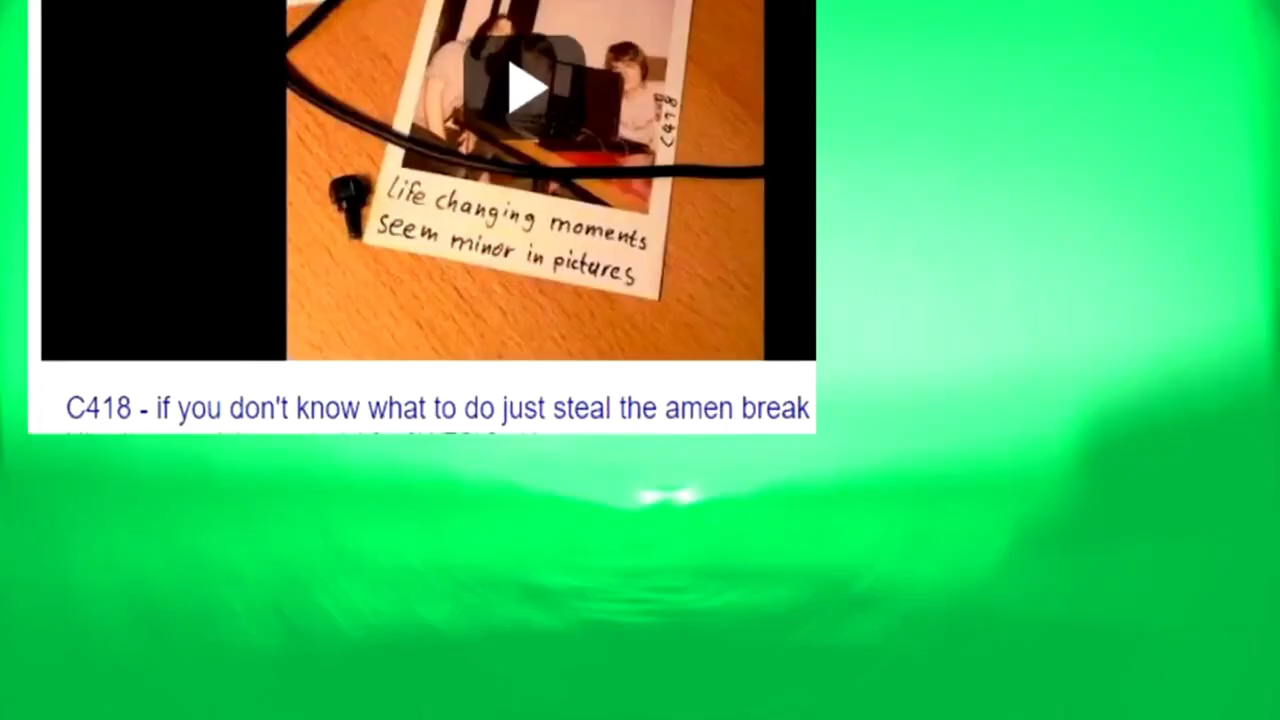 C418
Life changing moments
seem minor in pictures
C418 - if you don't know what to do just steal the amen break